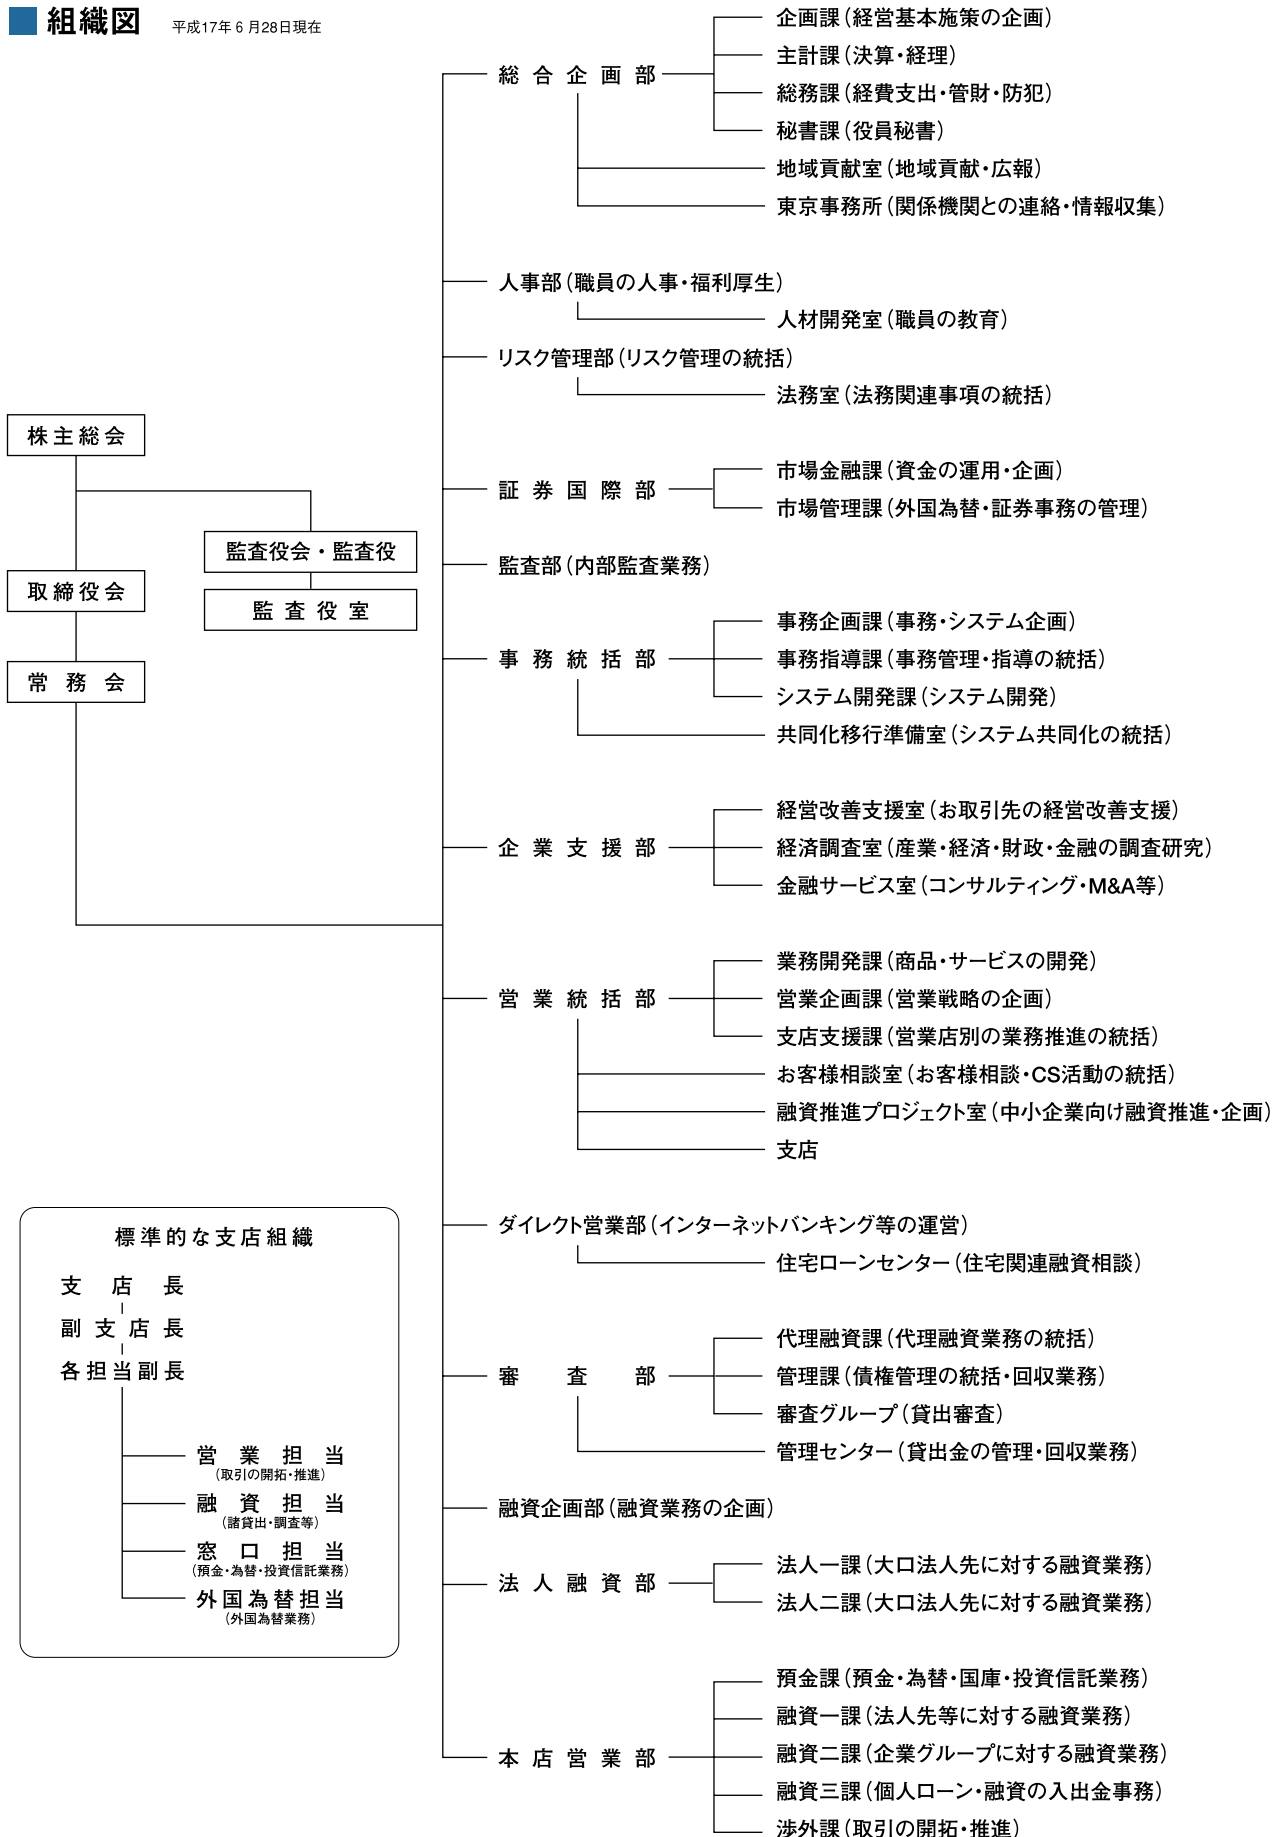 組織図 平成17年6月28日現在
株主総会
監査役会・監査役
監査役室
取締役会
常務会
総合企画部
企画課(経営基本施策の企画)
主計課(決算・経理)
総務課(経費支出・管財・防犯)
秘書課(役員秘書)
地域貢献室(地域貢献・広報)
東京事務所(関係機関との連絡・情報収集)
人事部(職員の人事・福利厚生)
人材開発室(職員の教育)
リスク管理部(リスク管理の統括)
法務室(法務関連事項の統括)
証券国際部
市場金融課(資金の運用・企画)
市場管理課(外国為替・証券事務の管理)
監査部(内部監査業務)
事務統括部
事務企画課(事務・システム企画)
事務指導課(事務管理・指導の統括)
システム開発課(システム開発)
共同化移行準備室(システム共同化の統括)
企業支援部
経営改善支援室(お取引先の経営改善支援)
経済調査室(産業・経済・財政・金融の調査研究)
金融サービス室(コンサルティング・M&A等)
営業統括部
業務開発課(商品・サービスの開発)
営業企画課(営業戦略の企画)
支店支援課(営業店別の業務推進の統括)
お客様相談室(お客様相談・CS活動の統括)
融資推進プロジェクト室(中小企業向け融資推進・企画)
支店
ダイレクト営業部(インターネットバンキング等の運営)
住宅ローンセンター(住宅関連融資相談)
審査部
代理融資課(代理融資業務の統括)
管理課(債権管理の統括・回収業務)
審査グループ(貸出審査)
管理センター(貸出金の管理・回収業務)
融資企画部(融資業務の企画)
法人融資部
法人一課(大口法人先に対する融資業務)
法人二課(大口法人先に対する融資業務)
本店営業部
預金課(預金・為替・国庫・投資信託業務)
融資一課(法人先等に対する融資業務)
融資二課(企業グループに対する融資業務)
融資三課(個人ローン・融資の入出金事務)
渉外課(取引の開拓・推進)
標準的な支店組織
支店長
副支店長
各担当副長
営業担当
(取引の開拓・推進)
融資担当
(諸貸出・調査等)
窓口担当
(預金・為替・投資信託業務)
外国為替担当
(外国為替業務)